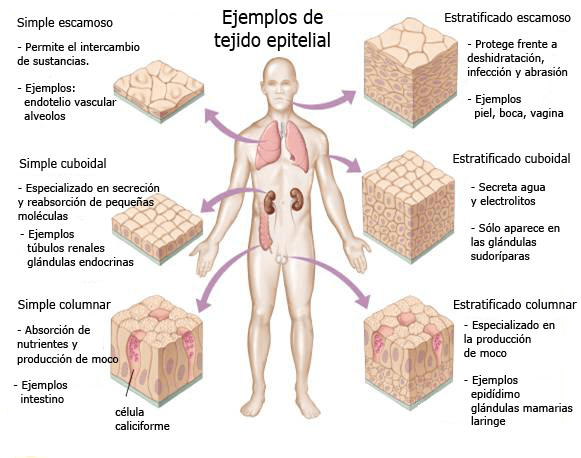 Ejemplos de
tejido epitelial
Simple escamoso
- Permite el intercambio
de sustancias.
- Ejemplos:
endotelio vascular
alveolos
Simple cuboidal
- Especializado en secreción
y reabsorción de pequeñas
moléculas
- Ejemplos
túbulos renales
glándulas endocrinas
Simple columnar
- Absorción de
nutrientes y
producción de moco
- Ejemplos
intestino
célula
caliciforme
Estratificado escamoso
- Protege frente a
deshidratación,
infección y abrasión
- Ejemplos
piel, boca, vagina
Estratificado cuboidal
- Secreta agua
y electrolitos
- Sólo aparece en
las glándulas
sudoríparas
Estratificado columnar
- Especializado en
la producción
de moco
- Ejemplos
epidídimo
glándulas mamarias
laringe